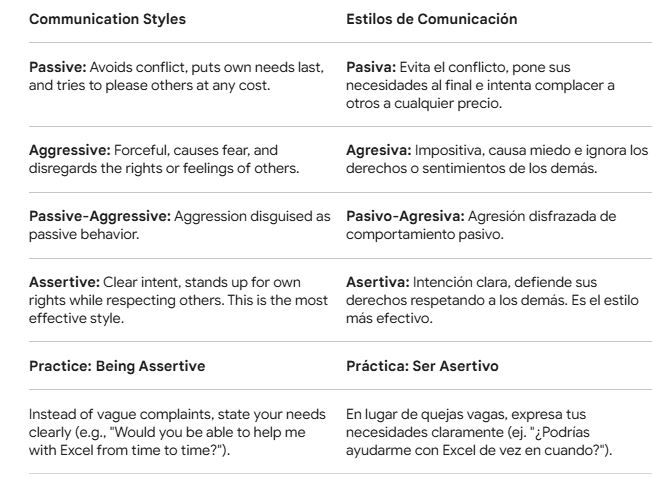 Communication Styles
Estilos de Comunicación
Passive: Avoids conflict, puts own needs last,
and tries to please others at any cost.
Pasiva: Evita el conflicto, pone sus
necesidades al final e intenta complacer a
otros a cualquier precio.
Aggressive: Forceful, causes fear, and
disregards the rights or feelings of others.
Agresiva: Impositiva, causa miedo e ignora los
derechos o sentimientos de los demás.
Passive-Aggressive: Aggression disguised as
passive behavior.
Pasivo-Agresiva: Agresión disfrazada de
comportamiento pasivo.
Assertive: Clear intent, stands up for own
rights while respecting others. This is the most
effective style.
Asertiva: Intención clara, defiende sus
derechos respetando a los demás. Es el estilo
más efectivo.
Practice: Being Assertive
Práctica: Ser Asertivo
Instead of vague complaints, state your needs
clearly (e.g., "Would you be able to help me
with Excel from time to time?").
En lugar de quejas vagas, expresa tus
necesidades claramente (ej. "¿Podrías
ayudarme con Excel de vez en cuando?").